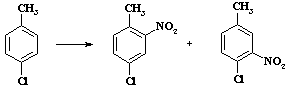 CH₃ CH₃ CH₃
NO₂ +
NO₂
Cl Cl Cl